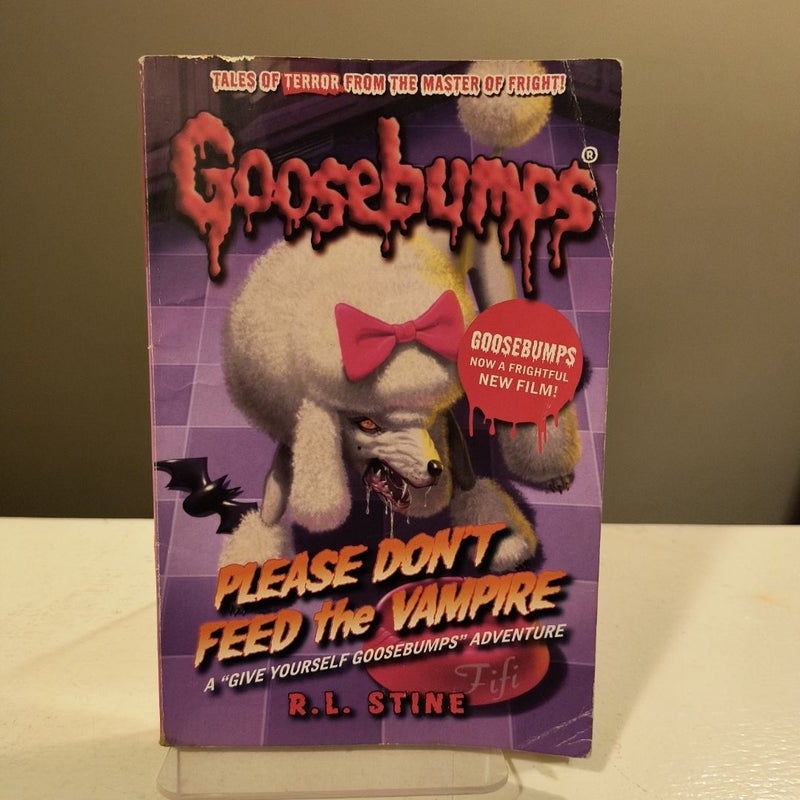 TALES OF TERROR FROM THE MASTER OF FRIGHT!
Goosebumps®
GOOSEBUMPS
NOW A FRIGHTFUL
NEW FILM!
PLEASE DON'T
FEED the VAMPIRE
A "GIVE YOURSELF GOOSEBUMPS" ADVENTURE
Fifi
R.L. STINE